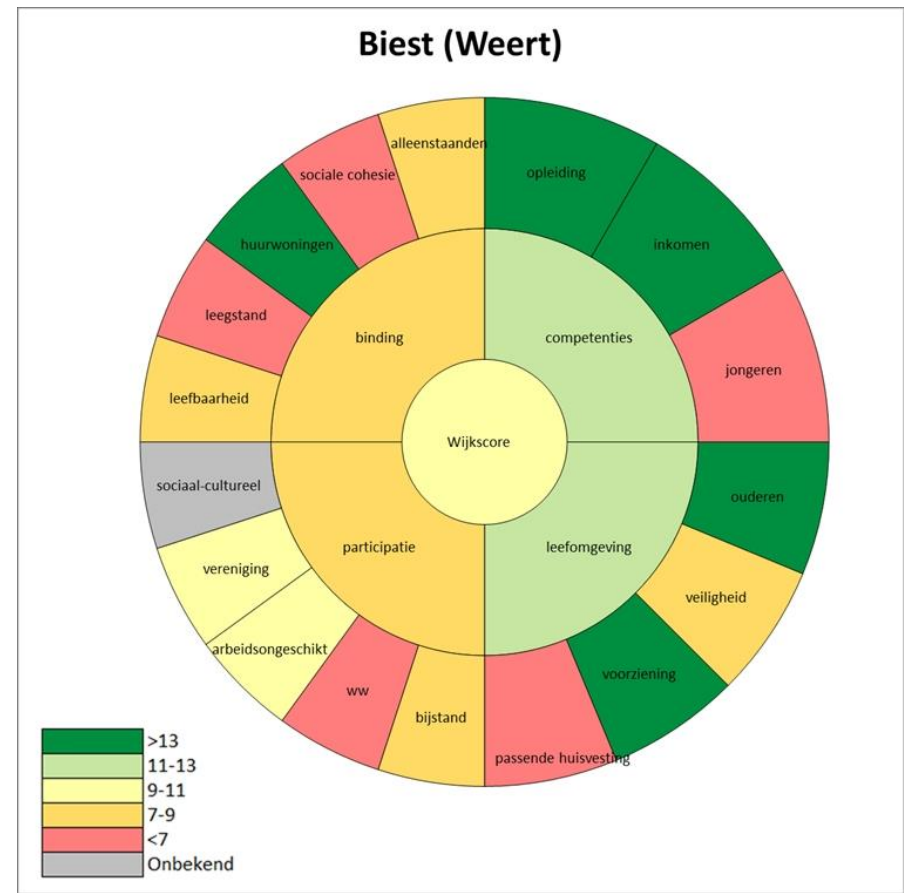 Biest (Weert)
alleenstaanden
opleiding
sociale cohesie
inkomen
huurwoningen
leegstand
binding
competenties
jongeren
leefbaarheid
Wijkscore
sociaal-cultureel
ouderen
participatie
leefomgeving
vereniging
veiligheid
arbeidsongeschikt
voorziening
ww
bijstand
passende huisvesting
>13
11-13
9-11
7-9
<7
Onbekend